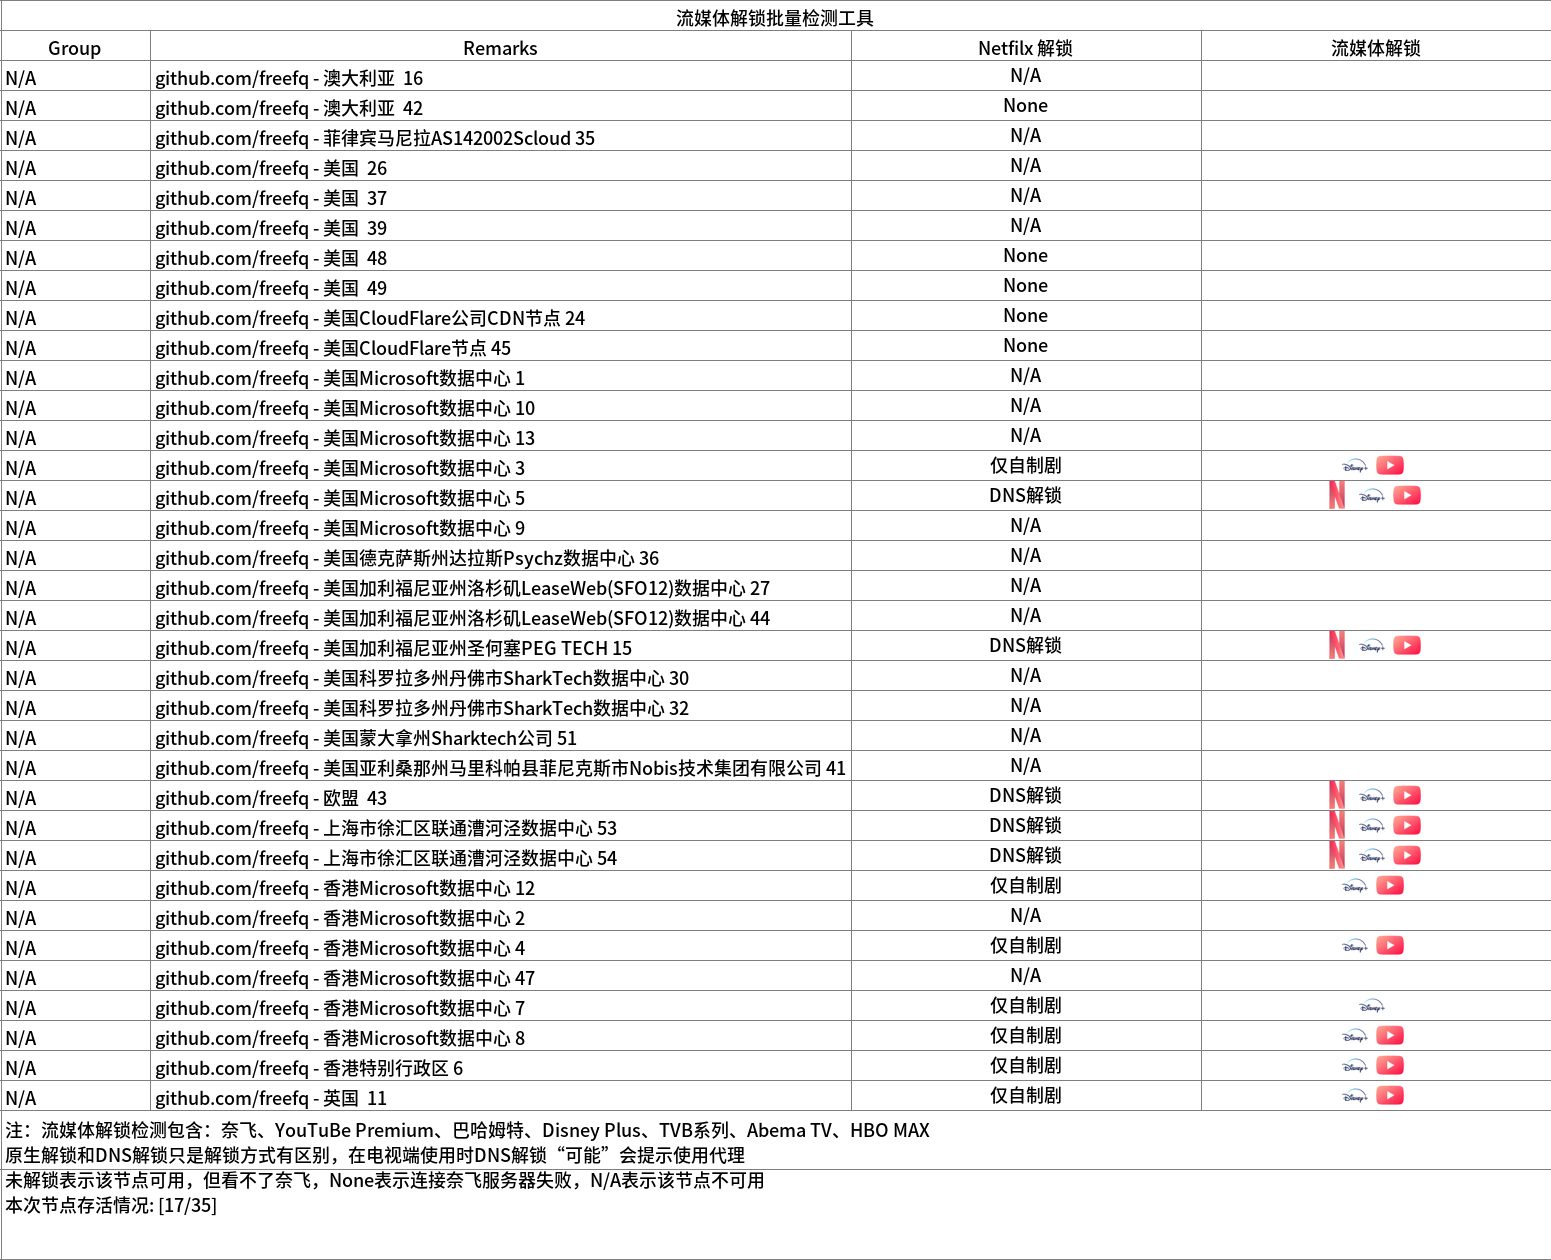 流媒体解锁批量检测工具
Group Remarks Netfilx 解锁 流媒体解锁
N/A github.com/freefq - 澳大利亚 16 N/A
N/A github.com/freefq - 澳大利亚 42 None
N/A github.com/freefq - 菲律宾马尼拉AS142002Scloud 35 N/A
N/A github.com/freefq - 美国 26 N/A
N/A github.com/freefq - 美国 37 N/A
N/A github.com/freefq - 美国 39 N/A
N/A github.com/freefq - 美国 48 None
N/A github.com/freefq - 美国 49 None
N/A github.com/freefq - 美国CloudFlare公司CDN节点 24 None
N/A github.com/freefq - 美国CloudFlare节点 45 None
N/A github.com/freefq - 美国Microsoft数据中心 1 N/A
N/A github.com/freefq - 美国Microsoft数据中心 10 N/A
N/A github.com/freefq - 美国Microsoft数据中心 13 N/A
N/A github.com/freefq - 美国Microsoft数据中心 3 仅自制剧 Disney+
N/A github.com/freefq - 美国Microsoft数据中心 5 DNS解锁 N Disney+
N/A github.com/freefq - 美国Microsoft数据中心 9 N/A
N/A github.com/freefq - 美国德克萨斯州达拉斯Psychz数据中心 36 N/A
N/A github.com/freefq - 美国加利福尼亚州洛杉矶LeaseWeb(SFO12)数据中心 27 N/A
N/A github.com/freefq - 美国加利福尼亚州洛杉矶LeaseWeb(SFO12)数据中心 44 N/A
N/A github.com/freefq - 美国加利福尼亚州圣何塞PEG TECH 15 DNS解锁 N Disney+
N/A github.com/freefq - 美国科罗拉多州丹佛市SharkTech数据中心 30 N/A
N/A github.com/freefq - 美国科罗拉多州丹佛市SharkTech数据中心 32 N/A
N/A github.com/freefq - 美国蒙大拿州Sharktech公司 51 N/A
N/A github.com/freefq - 美国亚利桑那州马里科帕县菲尼克斯市Nobis技术集团有限公司 41 N/A
N/A github.com/freefq - 欧盟 43 DNS解锁 N Disney+
N/A github.com/freefq - 上海市徐汇区联通漕河泾数据中心 53 DNS解锁 N Disney+
N/A github.com/freefq - 上海市徐汇区联通漕河泾数据中心 54 DNS解锁 N Disney+
N/A github.com/freefq - 香港Microsoft数据中心 12 仅自制剧 Disney+
N/A github.com/freefq - 香港Microsoft数据中心 2 N/A
N/A github.com/freefq - 香港Microsoft数据中心 4 仅自制剧 Disney+
N/A github.com/freefq - 香港Microsoft数据中心 47 N/A
N/A github.com/freefq - 香港Microsoft数据中心 7 仅自制剧 Disney+
N/A github.com/freefq - 香港Microsoft数据中心 8 仅自制剧 Disney+
N/A github.com/freefq - 香港特别行政区 6 仅自制剧 Disney+
N/A github.com/freefq - 英国 11 仅自制剧 Disney+
注：流媒体解锁检测包含：奈飞、YouTuBe Premium、巴哈姆特、Disney Plus、TVB系列、Abema TV、HBO MAX
原生解锁和DNS解锁只是解锁方式有区别，在电视端使用时DNS解锁“可能”会提示使用代理
未解锁表示该节点可用，但看不了奈飞，None表示连接奈飞服务器失败，N/A表示该节点不可用
本次节点存活情况: [17/35]